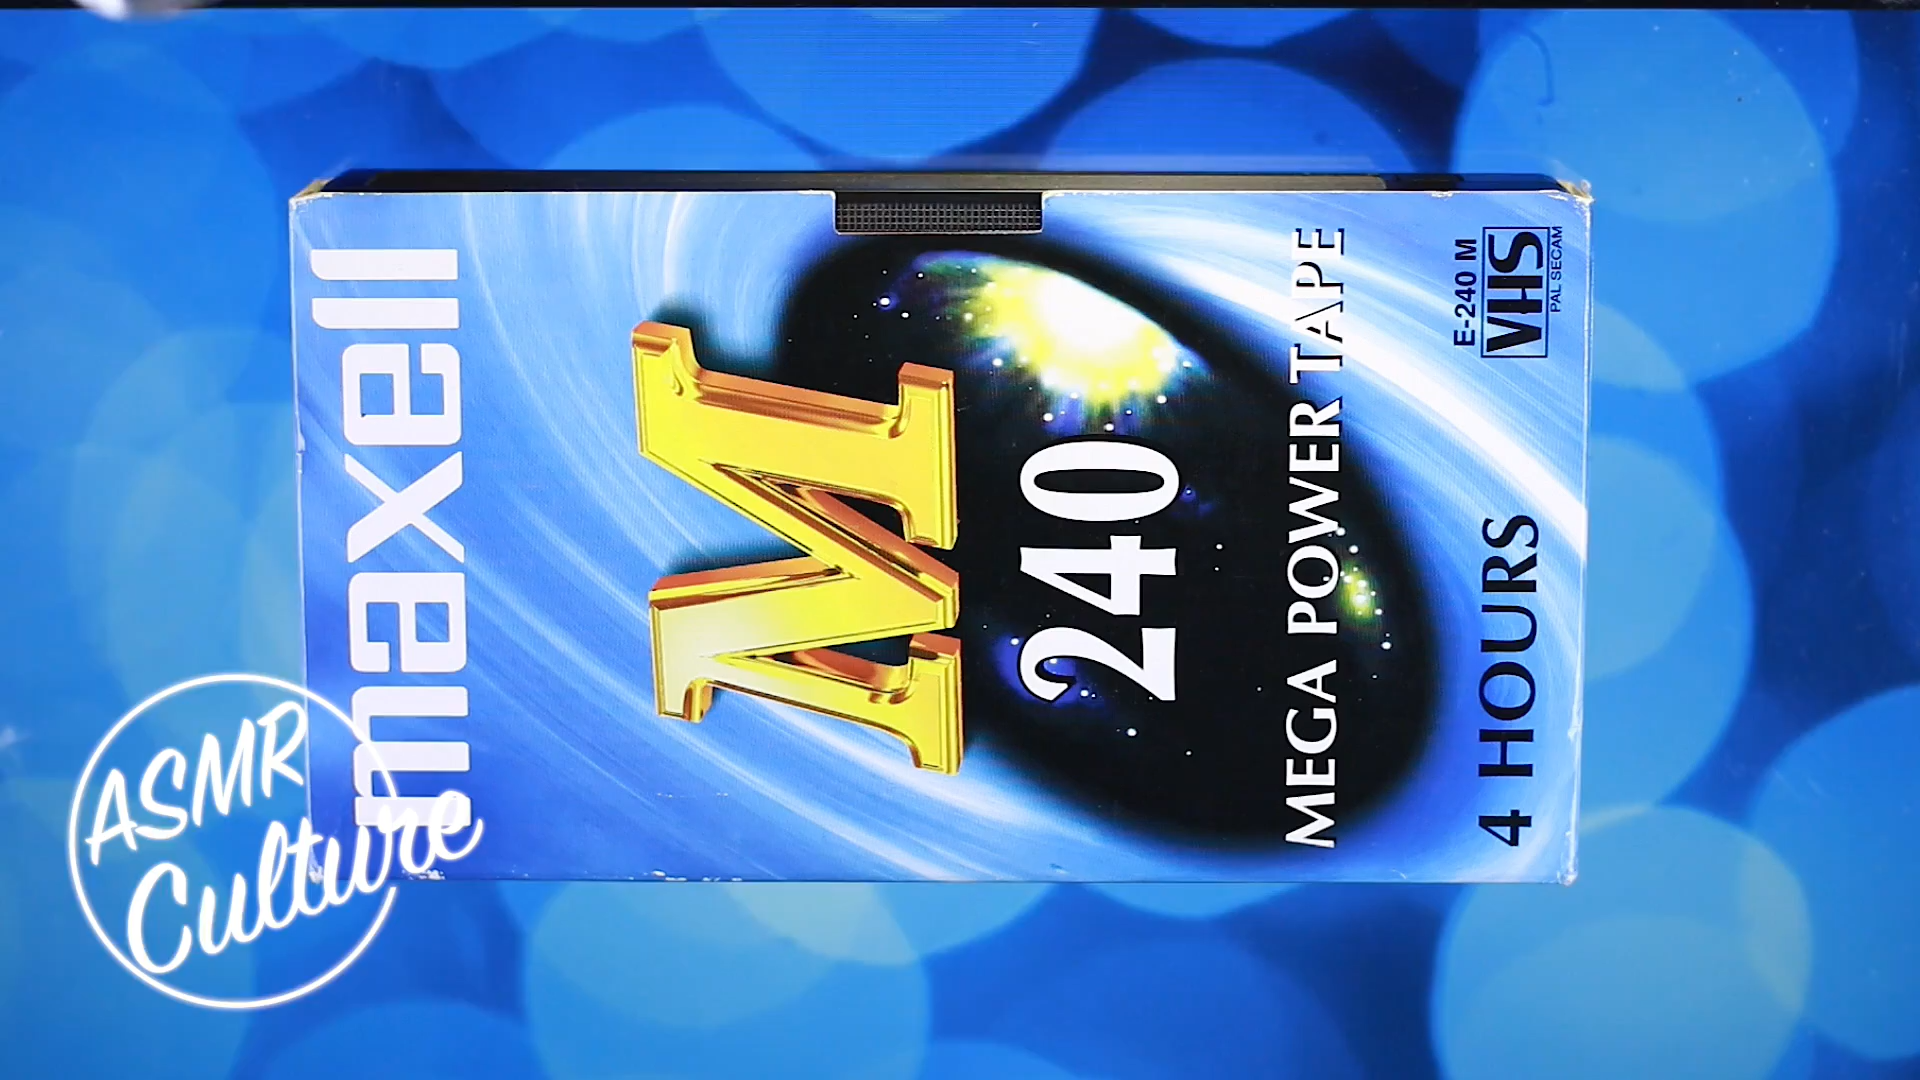 maxell
M
240
MEGA POWER TAPE
4 HOURS
E-240 M
VHS
PAL SECAM
ASMR
Culture